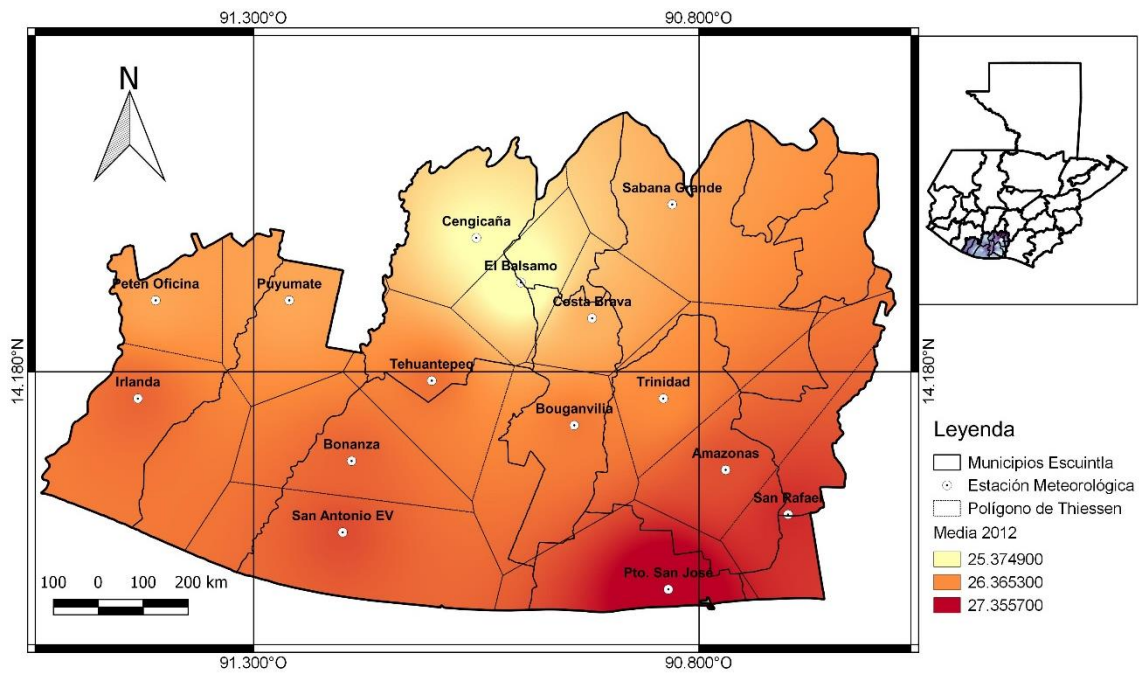 91.300°O
90.800°O
N
Sabana Grande
Cengicaña
El Balsamo
Peten Oficina
Puyumate
Costa Brava
14.180°N
14.180°N
Tehuantepeq
Irlanda
Trinidad
Bouganvilia
Bonanza
Amazonas
San Rafael
San Antonio EV
Pto. San José
100 0 100 200 km
91.300°O
90.800°O
Leyenda
Municipios Escuintla
Estación Meteorológica
Polígono de Thiessen
Media 2012
25.374900
26.365300
27.355700